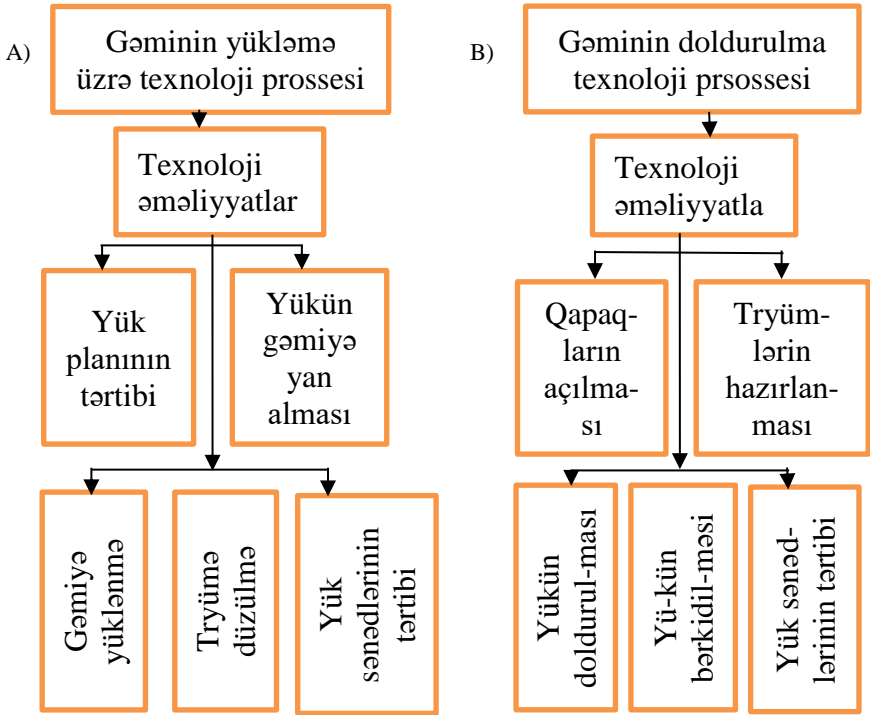 A)
Gəminin yükləmə
üzrə texnoloji prossesi
Texnoloji
əməliyyatlar
Yük
planının
tərtibi
Yükün
gəmiyə
yan
alması
Gəmiyə
yüklənmə
Tryümə
düzülmə
Yük
sənədlərinin
tərtibi
B)
Gəminin doldurulma
texnoloji prsossesi
Texnoloji
əməliyyatla
Qapaq-
ların
açılma-
sı
Tryüm-
lərin
hazırlan-
ması
Yükün
doldurul-ması
Yü-kün
bərkidil-məsi
Yük sənəd-
lərinin tərtibi